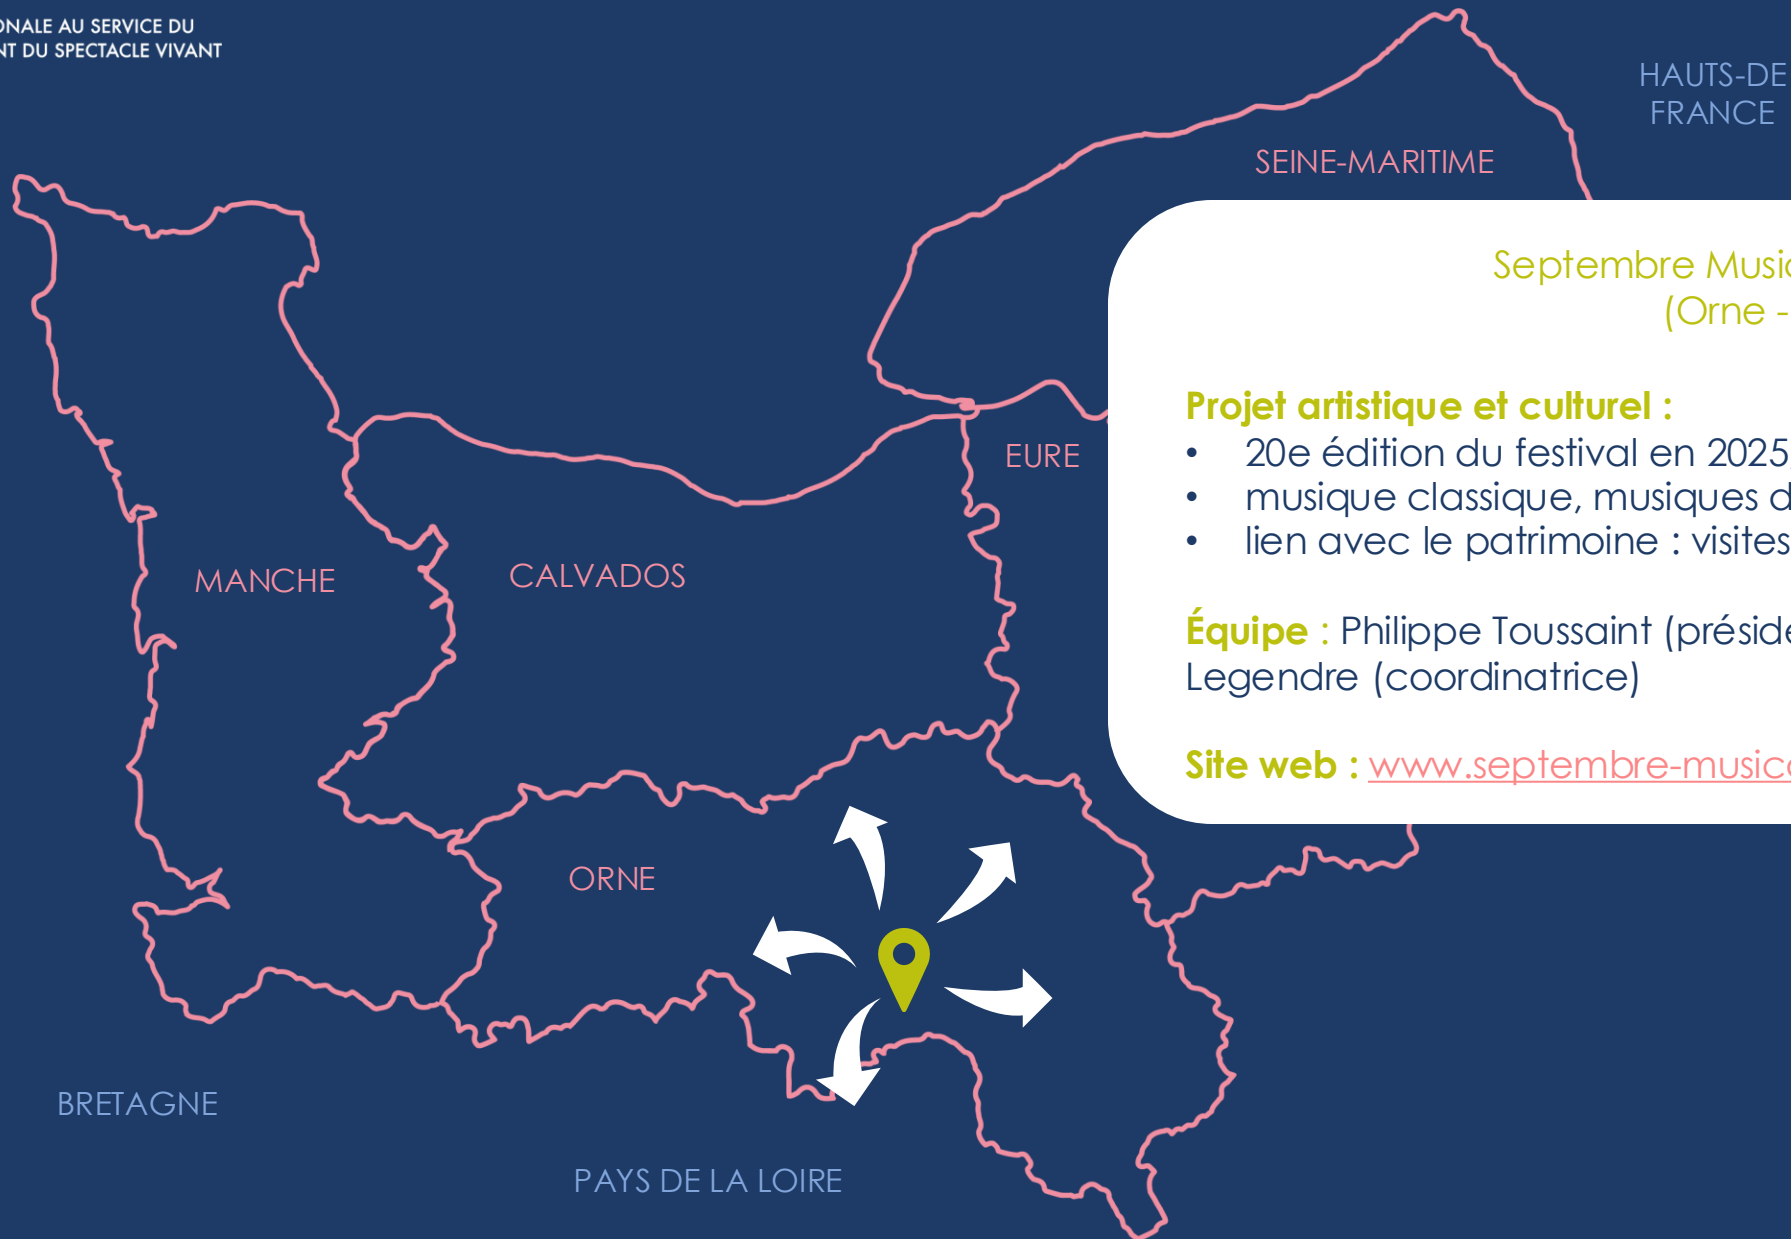 ONALE AU SERVICE DU
NT DU SPECTACLE VIVANT
HAUTS-DE
FRANCE
SEINE-MARITIME
Septembre Music
(Orne -
Projet artistique et culturel :
• 20e édition du festival en 2025
• musique classique, musiques d
• lien avec le patrimoine : visites
EURE
MANCHE
CALVADOS
Équipe : Philippe Toussaint (préside
Legendre (coordinatrice)
Site web : www.septembre-musica
ORNE
BRETAGNE
PAYS DE LA LOIRE